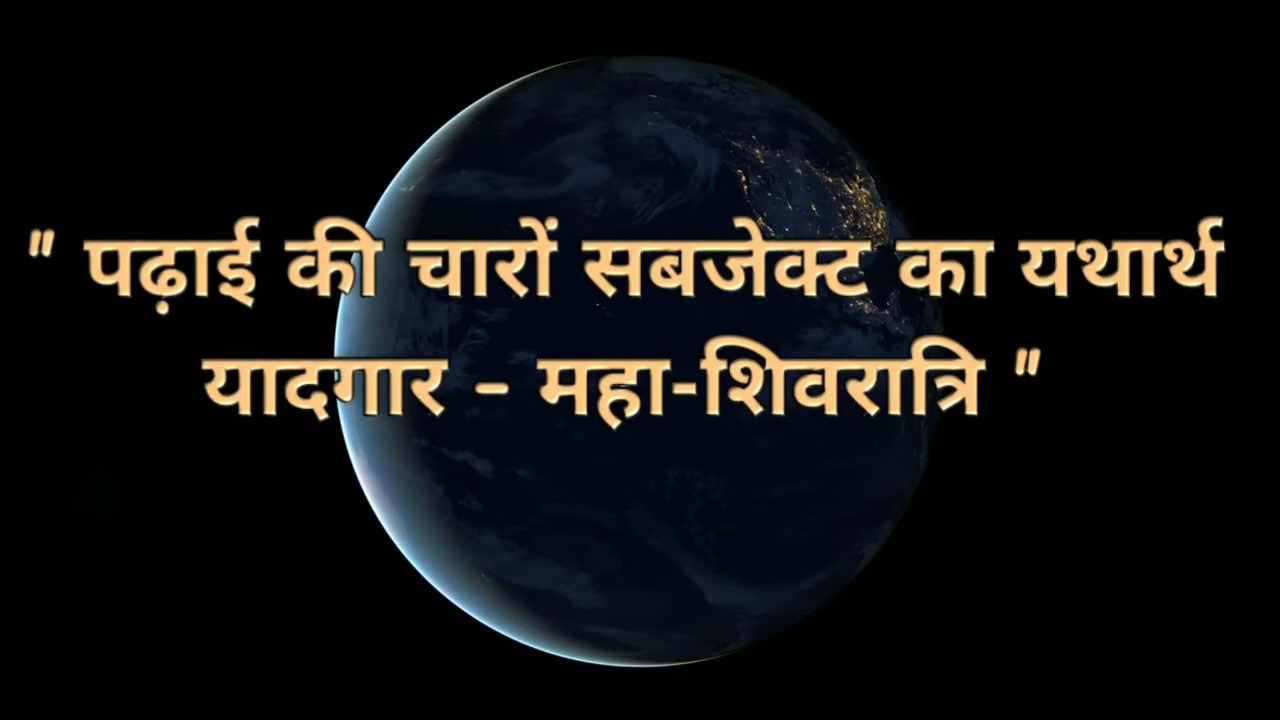 " पढ़ाई की चारों सबजेक्ट का यथार्थ
यादगार - महा-शिवरात्रि "